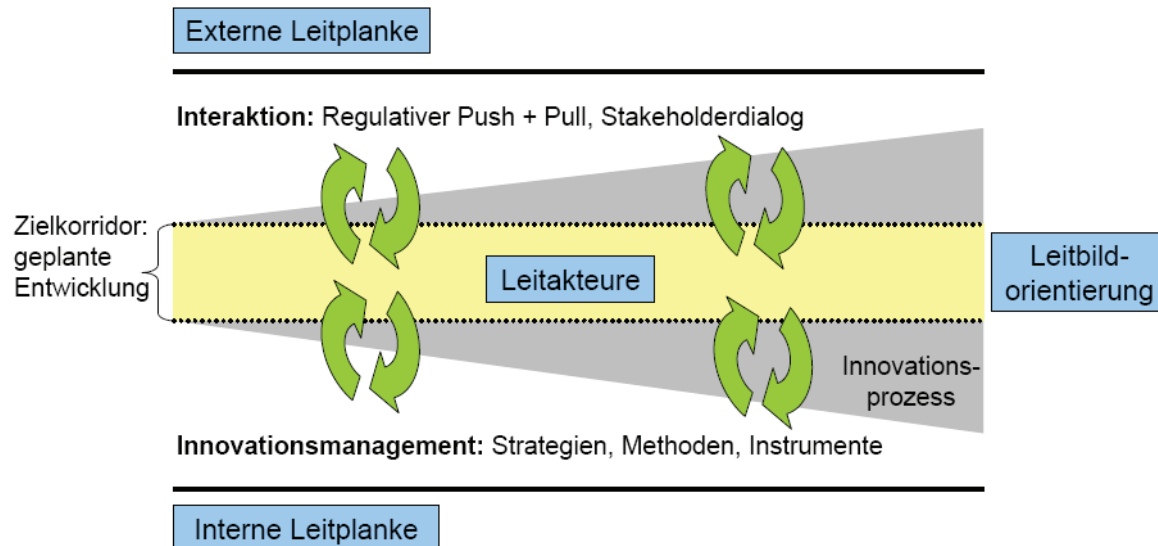 Externe Leitplanke
Interaktion: Regulativer Push + Pull, Stakeholderdialog
Zielkorridor:
geplante
Entwicklung
Leitakteure
Leitbild-
orientierung
Innovations-
prozess
Innovationsmanagement: Strategien, Methoden, Instrumente
Interne Leitplanke